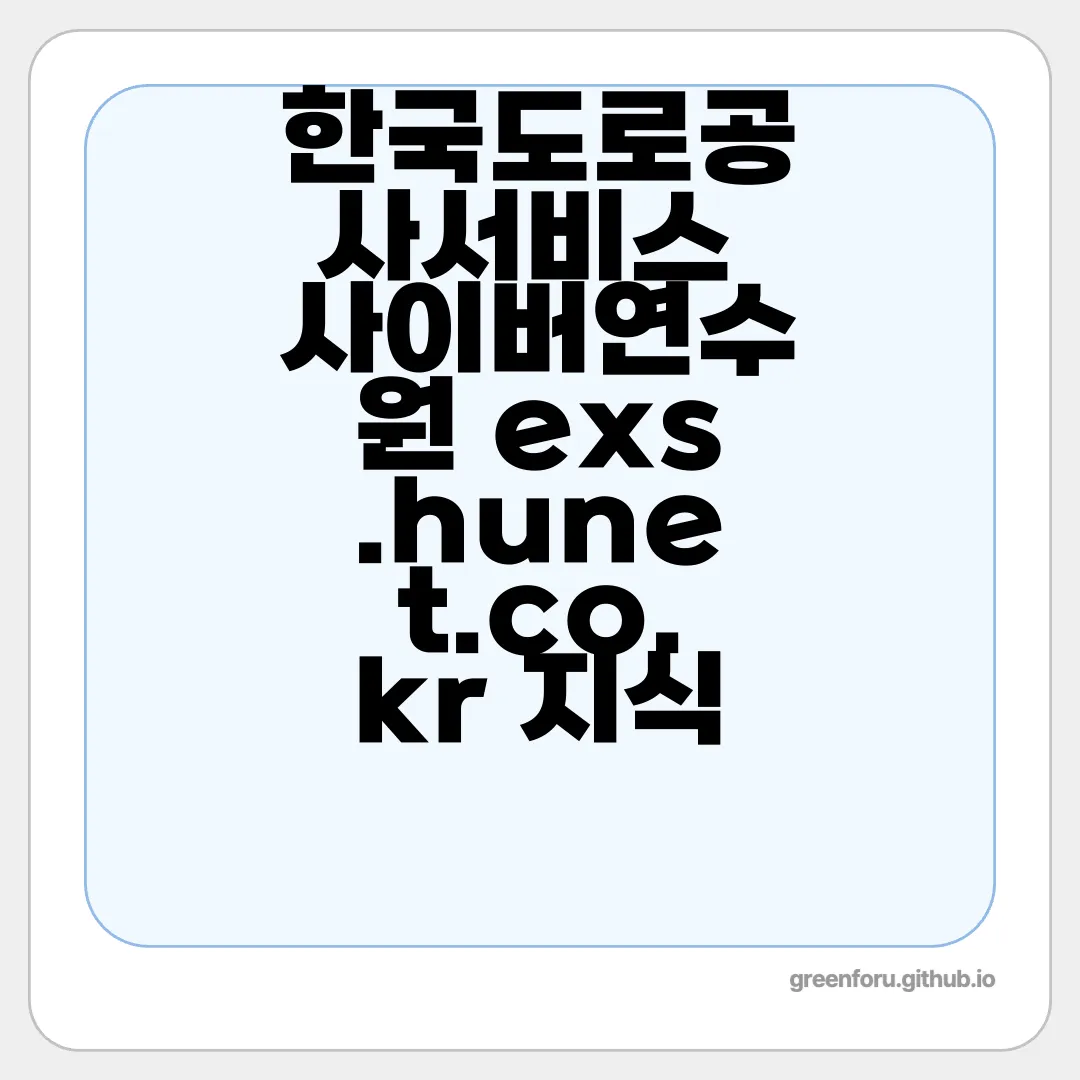 한국도로공
사서비수
사이버연수
원 exs
.hune
t.co.
kr 지식
greenforu.github.io